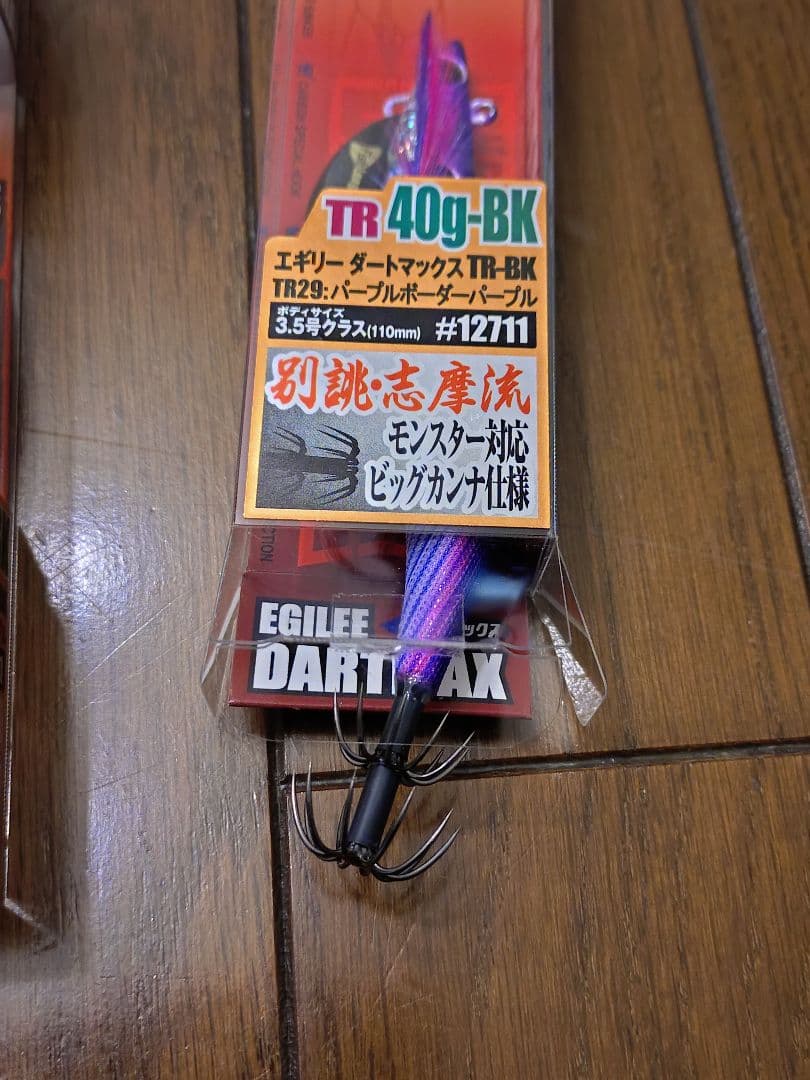 TR 40g-BK
エギリー ダートマックス TR-BK
TR29:パープルボーダーパープル
ボディサイズ
3.5号クラス(110mm) #12711
別誂・志摩流
モンスター対応
ビッグカンナ仕様
EGILEE
ックス